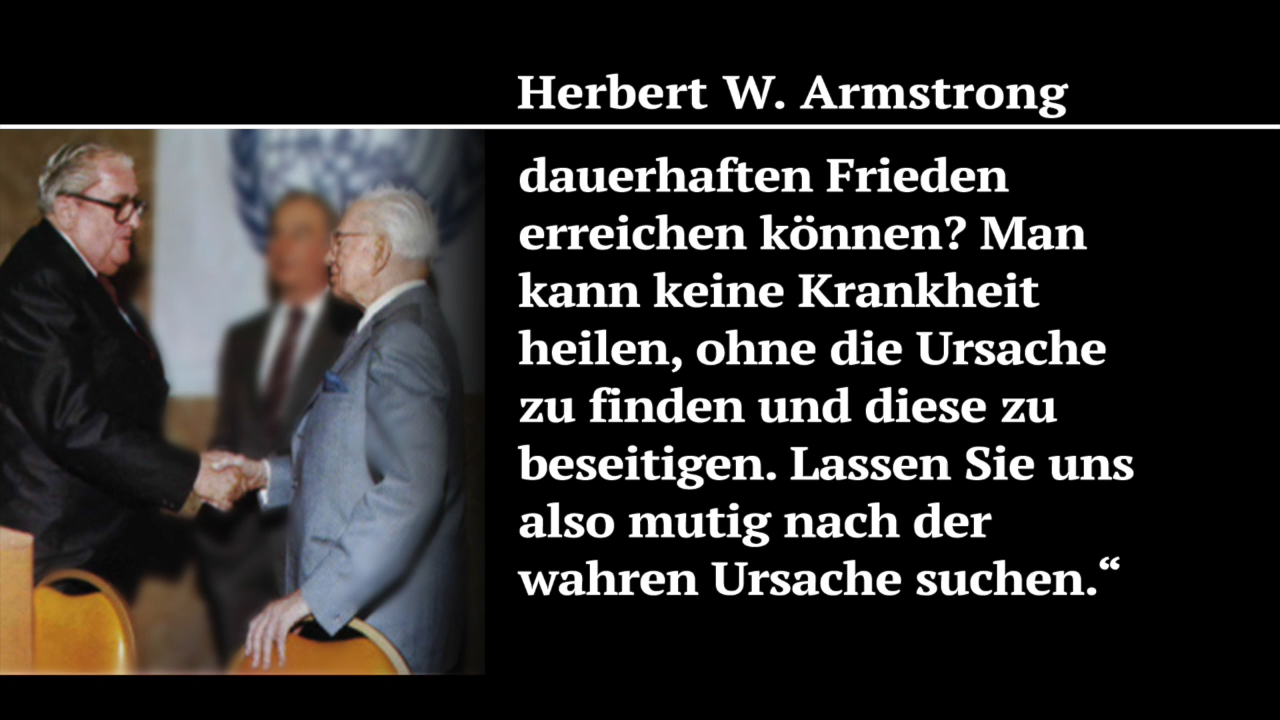 Herbert W. Armstrong
dauerhaften Frieden
erreichen können? Man
kann keine Krankheit
heilen, ohne die Ursache
zu finden und diese zu
beseitigen. Lassen Sie uns
also mutig nach der
wahren Ursache suchen.“